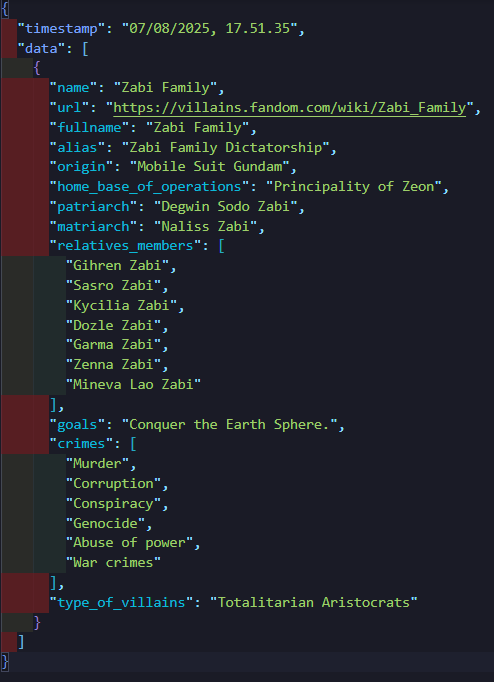 {
"timestamp": "07/08/2025, 17.51.35",
"data": [
{
"name": "Zabi Family",
"url": "https://villains.fandom.com/wiki/Zabi_Family",
"fullname": "Zabi Family",
"alias": "Zabi Family Dictatorship",
"origin": "Mobile Suit Gundam",
"home_base_of_operations": "Principality of Zeon",
"patriarch": "Degwin Sodo Zabi",
"matriarch": "Naliss Zabi",
"relatives_members": [
"Gihren Zabi",
"Sasro Zabi",
"Kycilia Zabi",
"Dozle Zabi",
"Garma Zabi",
"Zenna Zabi",
"Mineva Lao Zabi"
],
"goals": "Conquer the Earth Sphere.",
"crimes": [
"Murder",
"Corruption",
"Conspiracy",
"Genocide",
"Abuse of power",
"War crimes"
],
"type_of_villains": "Totalitarian Aristocrats"
}
]
}